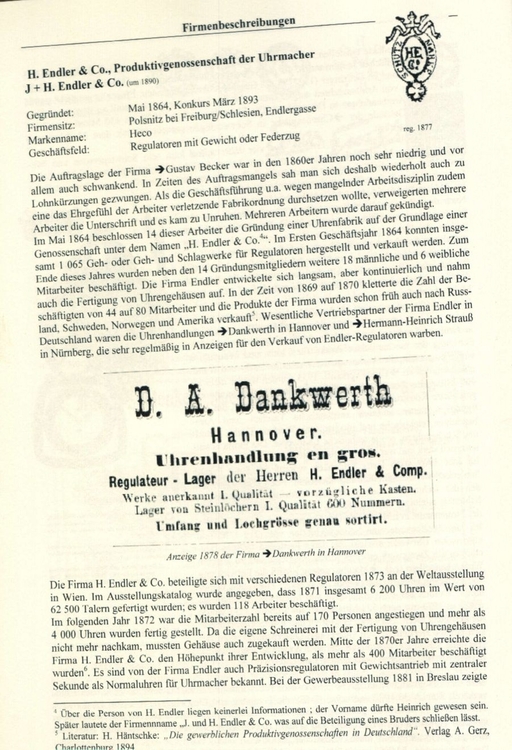 Firmenbeschreibungen
H. Endler & Co., Produktivgenossenschaft der Uhrmacher
J + H. Endler & Co. (um 1890)
SCHUTZ MARKE
HE
& Co.
reg. 1877
Gegründet: Mai 1864, Konkurs März 1893
Firmensitz: Polsnitz bei Freiburg/Schlesien, Endlergasse
Markenname: Heco
Geschäftsfeld: Regulatoren mit Gewicht oder Federzug
Die Auftragslage der Firma ➔Gustav Becker war in den 1860er Jahren noch sehr niedrig und vor
allem auch schwankend. In Zeiten des Auftragsmangels sah man sich deshalb wiederholt auch zu
Lohnkürzungen gezwungen. Als die Geschäftsführung u.a. wegen mangelnder Arbeitsdisziplin zudem
eine das Ehrgefühl der Arbeiter verletzende Fabrikordnung durchsetzen wollte, verweigerten mehrere
Arbeiter die Unterschrift und es kam zu Unruhen. Mehreren Arbeitern wurde darauf gekündigt.
Im Mai 1864 beschlossen 14 dieser Arbeiter die Gründung einer Uhrenfabrik auf der Grundlage einer
Genossenschaft unter dem Namen „H. Endler & Co.⁴“. Im Ersten Geschäftsjahr 1864 konnten insge-
samt 1 065 Geh- oder Geh- und Schlagwerke für Regulatoren hergestellt und verkauft werden. Zum
Ende dieses Jahres wurden neben den 14 Gründungsmitgliedern weitere 18 männliche und 6 weibliche
Mitarbeiter beschäftigt. Die Firma Endler entwickelte sich langsam, aber kontinuierlich und nahm
auch die Fertigung von Uhrengehäusen auf. In der Zeit von 1869 auf 1870 kletterte die Zahl der Be-
schäftigten von 44 auf 80 Mitarbeiter und die Produkte der Firma wurden schon früh auch nach Russ-
land, Schweden, Norwegen und Amerika verkauft⁵. Wesentliche Vertriebspartner der Firma Endler in
Deutschland waren die Uhrenhandlungen ➔Dankwerth in Hannover und ➔Hermann-Heinrich Strauß
in Nürnberg, die sehr regelmäßig in Anzeigen für den Verkauf von Endler-Regulatoren warben.
D. A. Dankwerth
Hannover.
Uhrenhandlung en gros.
Regulateur - Lager der Herren H. Endler & Comp.
Werke anerkannt I. Qualität — vorzügliche Kasten.
Lager von Steinlöchern I. Qualität 600 Nummern.
Umfang und Lochgrösse genau sortirt.
Anzeige 1878 der Firma ➔Dankwerth in Hannover
Die Firma H. Endler & Co. beteiligte sich mit verschiedenen Regulatoren 1873 an der Weltausstellung
in Wien. Im Ausstellungskatalog wurde angegeben, dass 1871 insgesamt 6 200 Uhren im Wert von
62 500 Talern gefertigt wurden; es wurden 118 Arbeiter beschäftigt.
Im folgenden Jahr 1872 war die Mitarbeiterzahl bereits auf 170 Personen angestiegen und mehr als
4 000 Uhren wurden fertig gestellt. Da die eigene Schreinerei mit der Fertigung von Uhrengehäusen
nicht mehr nachkam, mussten Gehäuse auch zugekauft werden. Mitte der 1870er Jahre erreichte die
Firma H. Endler & Co. den Höhepunkt ihrer Entwicklung, als mehr als 400 Mitarbeiter beschäftigt
wurden⁶. Es sind von der Firma Endler auch Präzisionsregulatoren mit Gewichtsantrieb mit zentraler
Sekunde als Normaluhren für Uhrmacher bekannt. Bei der Gewerbeausstellung 1881 in Breslau zeigte
⁴ Über die Person von H. Endler liegen keinerlei Informationen ; der Vorname dürfte Heinrich gewesen sein.
Später lautete der Firmennname „J. und H. Endler & Co. was auf die Beteiligung eines Bruders schließen lässt.
⁵ Literatur: H. Häntschke: „Die gewerblichen Produktivgenossenschaften in Deutschland“. Verlag A. Gerz,
Charlottenburg 1894